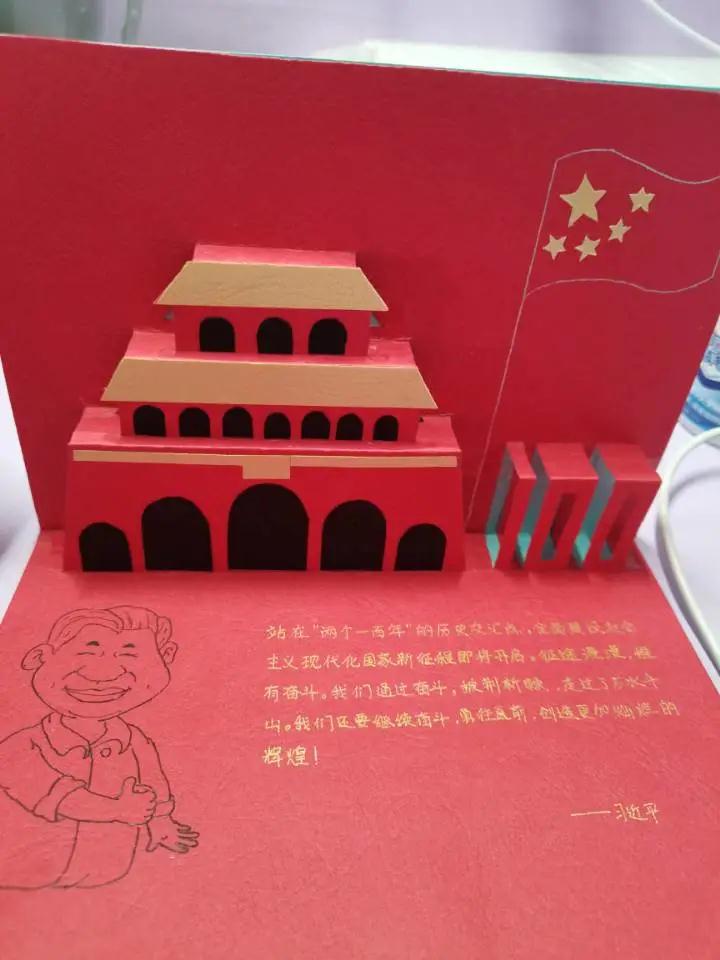 100
站在"两个一百年"的历史交汇点，全面建设社会
主义现代化国家新征程即将开启。征途漫漫，惟
有奋斗。我们通过奋斗，披荆斩棘，走过了万水千
山。我们还要继续奋斗，勇往直前，创造更加灿烂的
辉煌！
——习近平